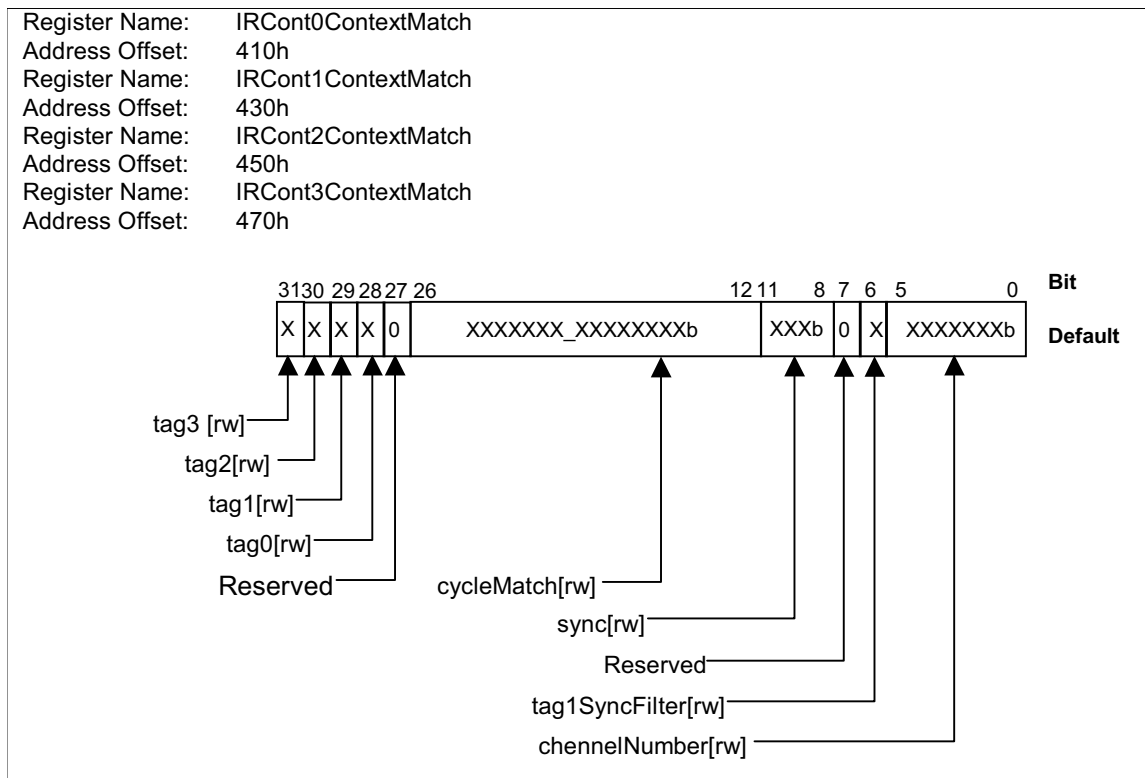 Register Name: IRCont0ContextMatch
Address Offset: 410h
Register Name: IRCont1ContextMatch
Address Offset: 430h
Register Name: IRCont2ContextMatch
Address Offset: 450h
Register Name: IRCont3ContextMatch
Address Offset: 470h
31 30 29 28 27 26 12 11 8 7 6 5 0 Bit
X X X X 0 XXXXXXX_XXXXXXXXb XXXb 0 X XXXXXXXb Default
tag3 [rw]
tag2[rw]
tag1[rw]
tag0[rw]
Reserved cycleMatch[rw]
sync[rw]
Reserved
tag1SyncFilter[rw]
chennelNumber[rw]